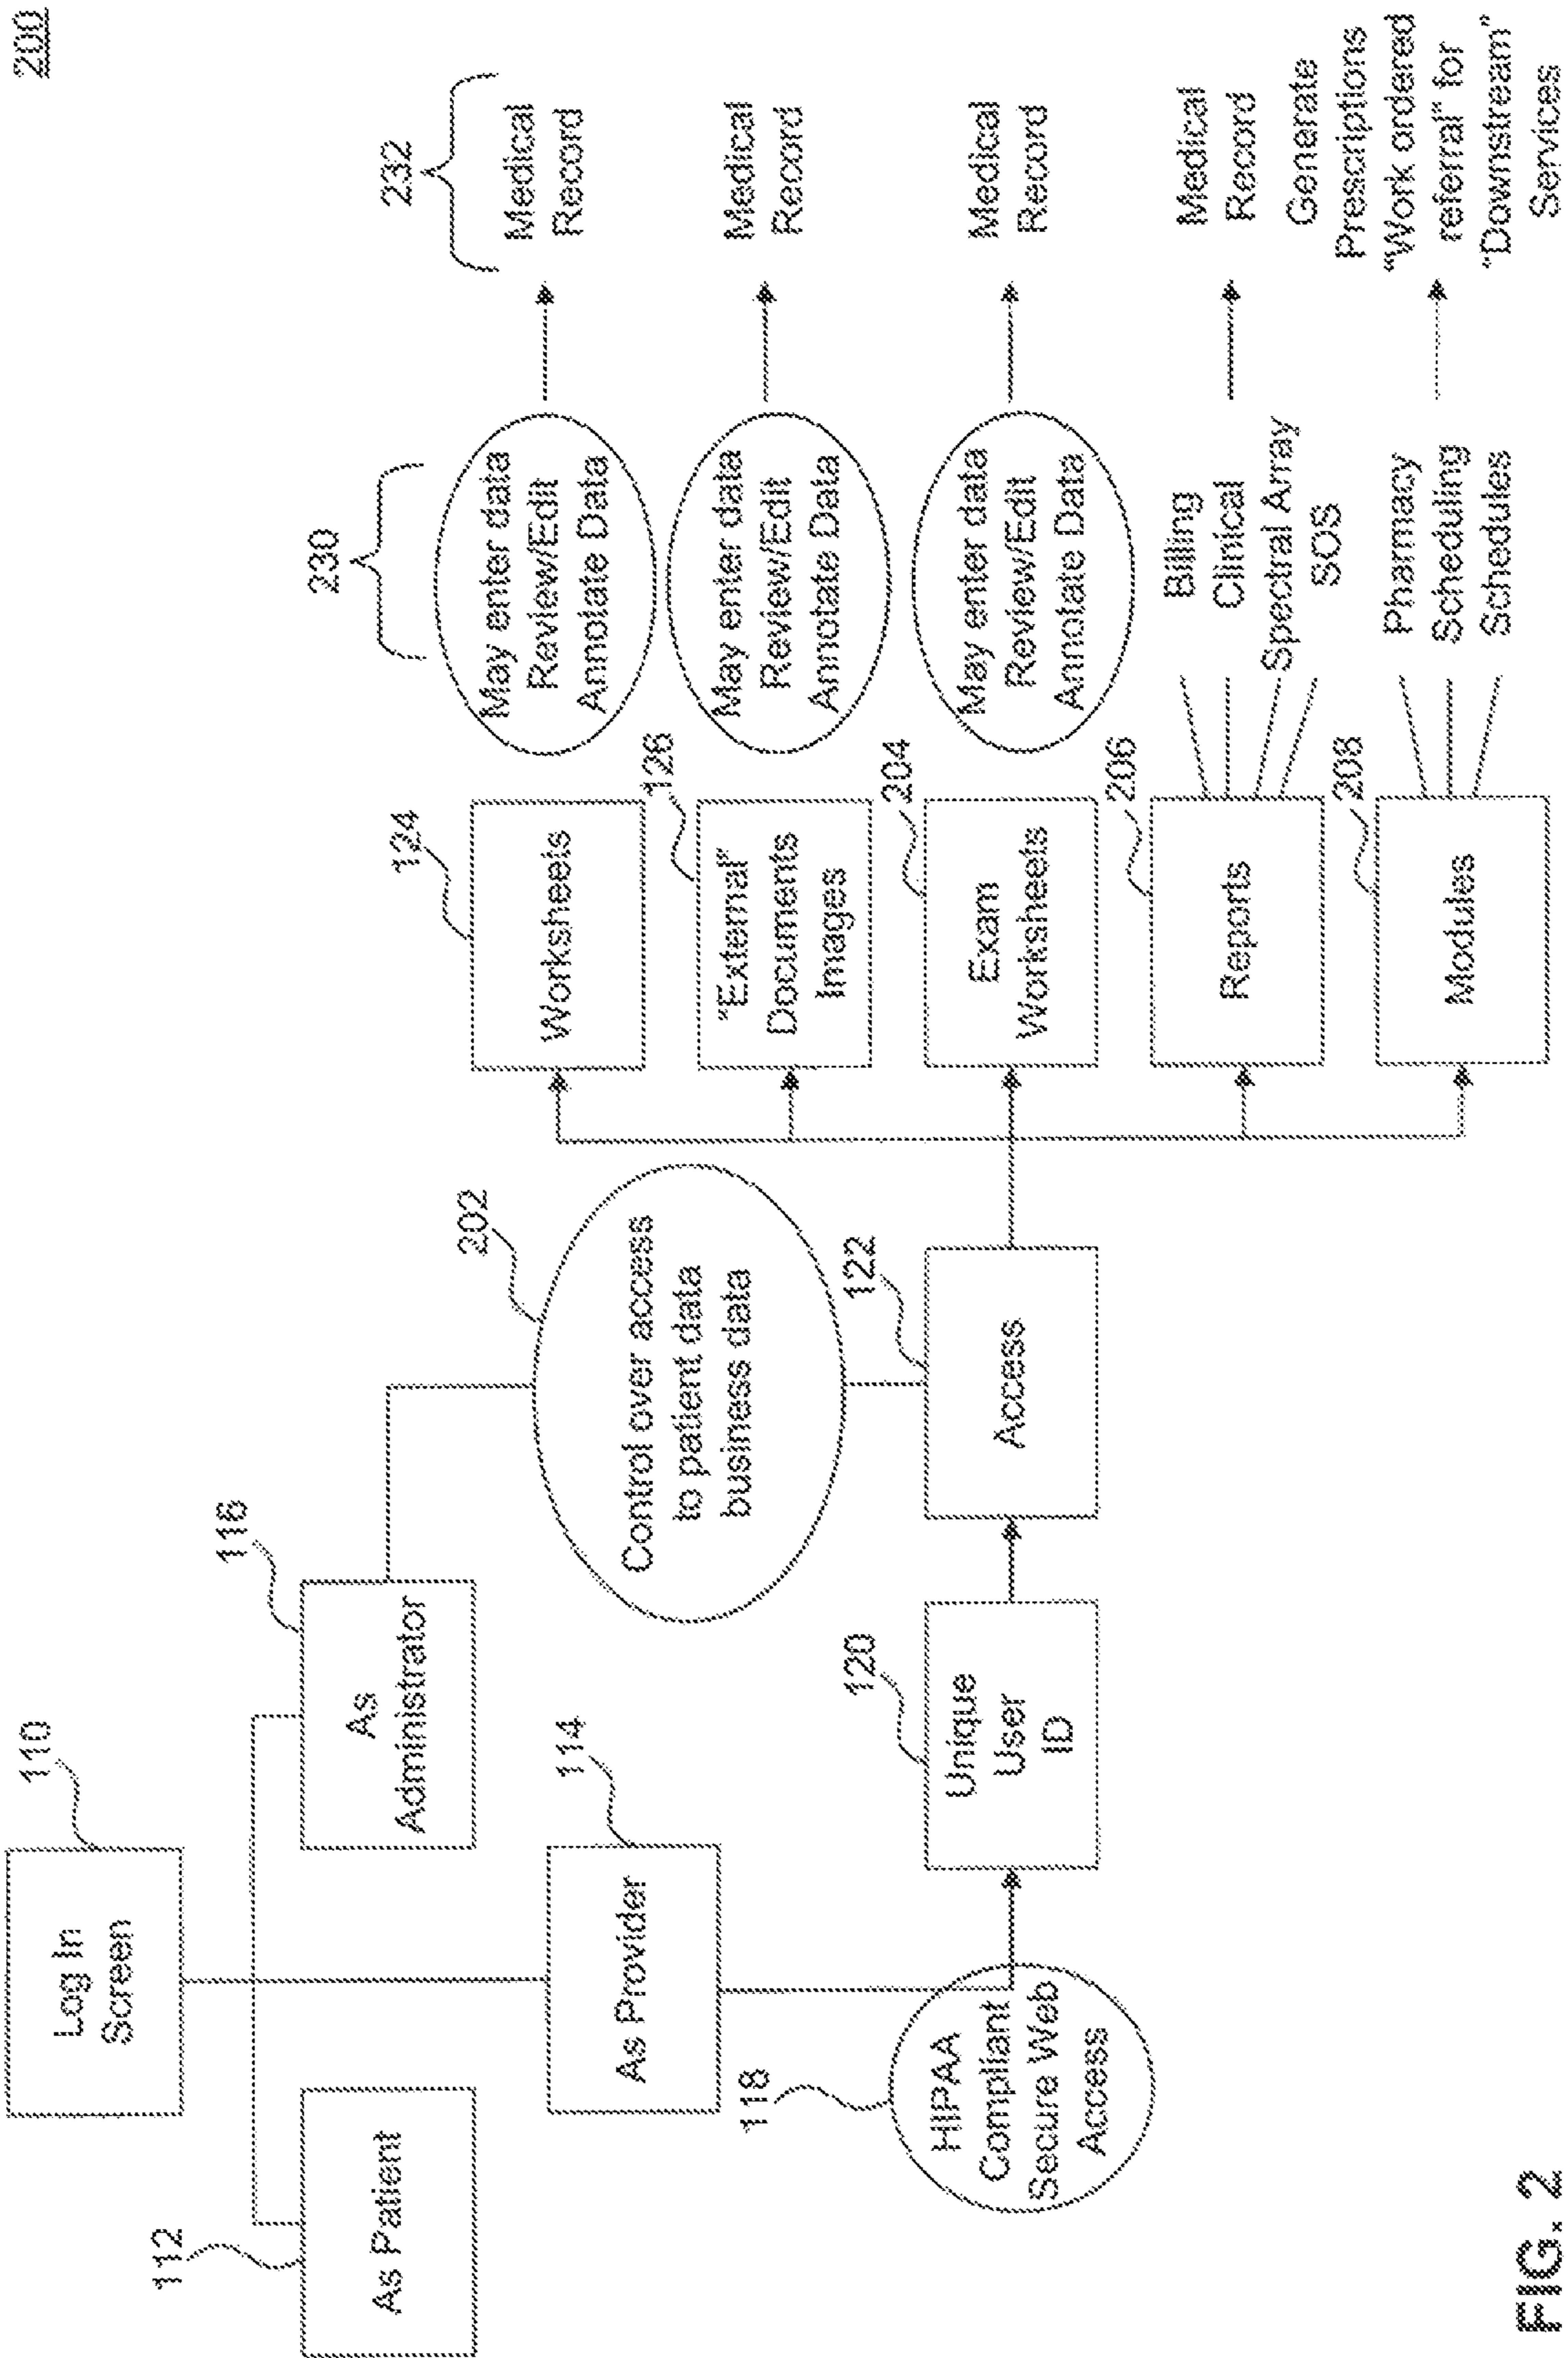 200
110
Log In
Screen
112
As Patient
116
As
Administrator
114
As Provider
118
HIPAA
Compliant
Secure Web
Access
120
Unique
User
ID
202
Control over access
to patient data
business data
122
Access
124
Worksheets
126
"External"
Documents
Images
204
Exam
Worksheets
206
Reports
208
Modules
230
May enter data
Review/Edit
Annotate Data
May enter data
Review/Edit
Annotate Data
May enter data
Review/Edit
Annotate Data
Billing
Clinical
Spectral Array
SOS
Pharmacy
Scheduling
Schedules
232
Medical
Record
Medical
Record
Medical
Record
Medical
Record
Generate
Prescriptions
"Work ordered
referral" for
"Downstream"
Services
FIG. 2